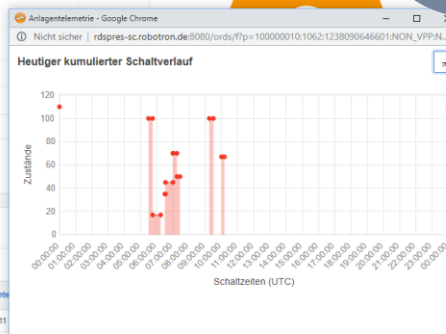 Anlagentelemetrie - Google Chrome
Nicht sicher | rdspres-sc.robotron.de:8080/ords/f?p=100000010:1062:1238090646601:NON_VPP:N...
Heutiger kumulierter Schaltverlauf
120
100
80
60
40
20
0
Zustände
00:00:00 01:00:00 02:00:00 03:00:00 04:00:00 05:00:00 06:00:00 07:00:00 08:00:00 09:00:00 10:00:00 11:00:00 12:00:00 13:00:00 14:00:00 15:00:00 16:00:00 17:00:00 18:00:00 19:00:00 20:00:00 21:00:00 22:00:00 23:00:00 00:00:00
Schaltzeiten (UTC)
11